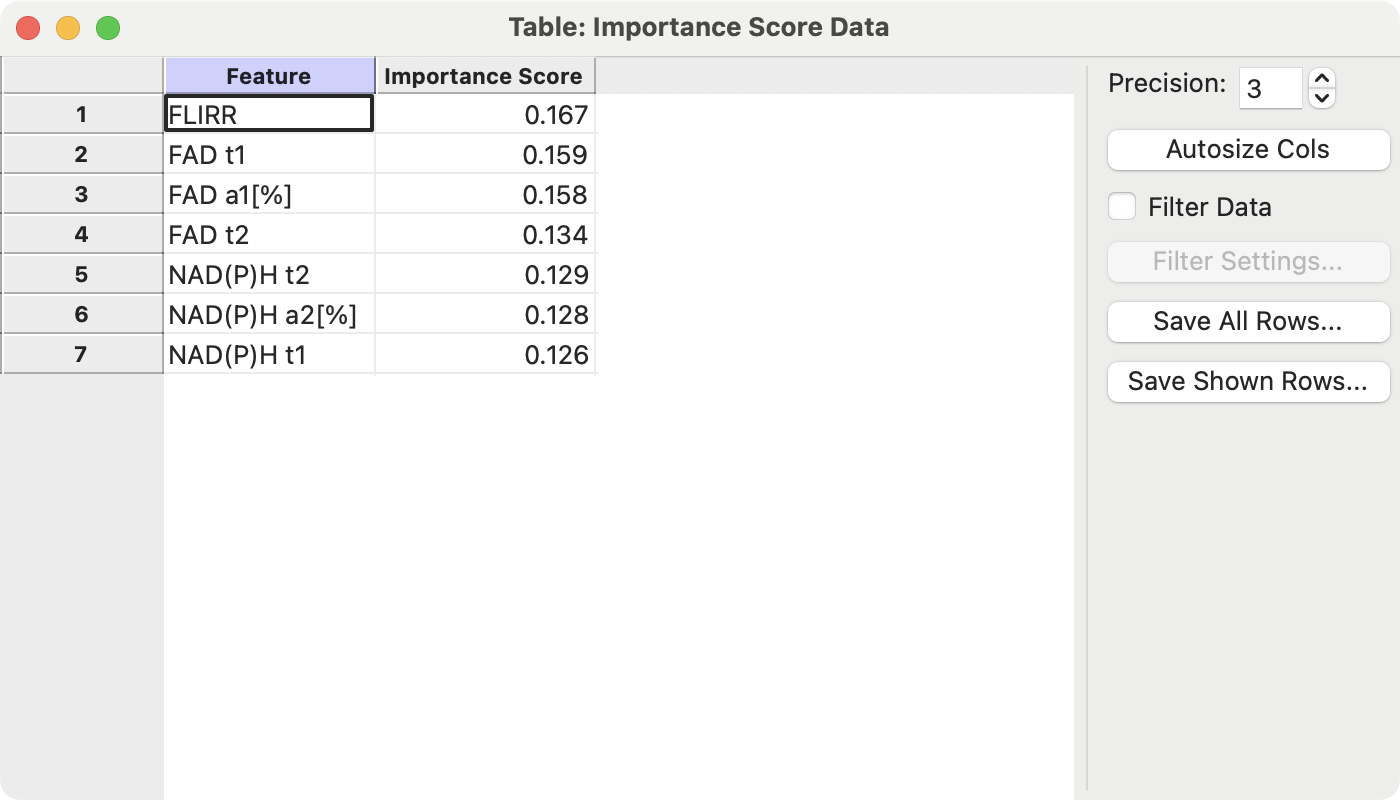 Table: Importance Score Data
Feature Importance Score
1 FLIRR 0.167
2 FAD t1 0.159
3 FAD a1[%] 0.158
4 FAD t2 0.134
5 NAD(P)H t2 0.129
6 NAD(P)H a2[%] 0.128
7 NAD(P)H t1 0.126
Precision: 3
Autosize Cols
Filter Data
Filter Settings...
Save All Rows...
Save Shown Rows...